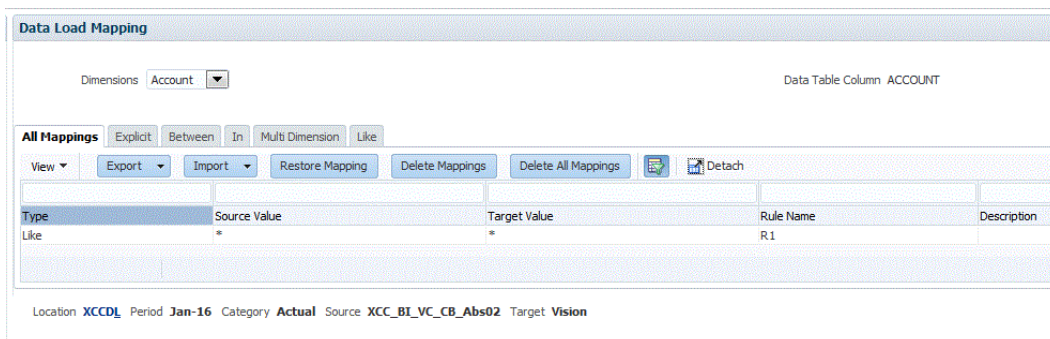 Data Load Mapping
Dimensions Account Data Table Column ACCOUNT
All Mappings Explicit Between In Multi Dimension Like
View Export Import Restore Mapping Delete Mappings Delete All Mappings Detach
Type Source Value Target Value Rule Name Description
Like * * R1
Location XCCDL Period Jan-16 Category Actual Source XCC_BI_VC_CB_Abs02 Target Vision